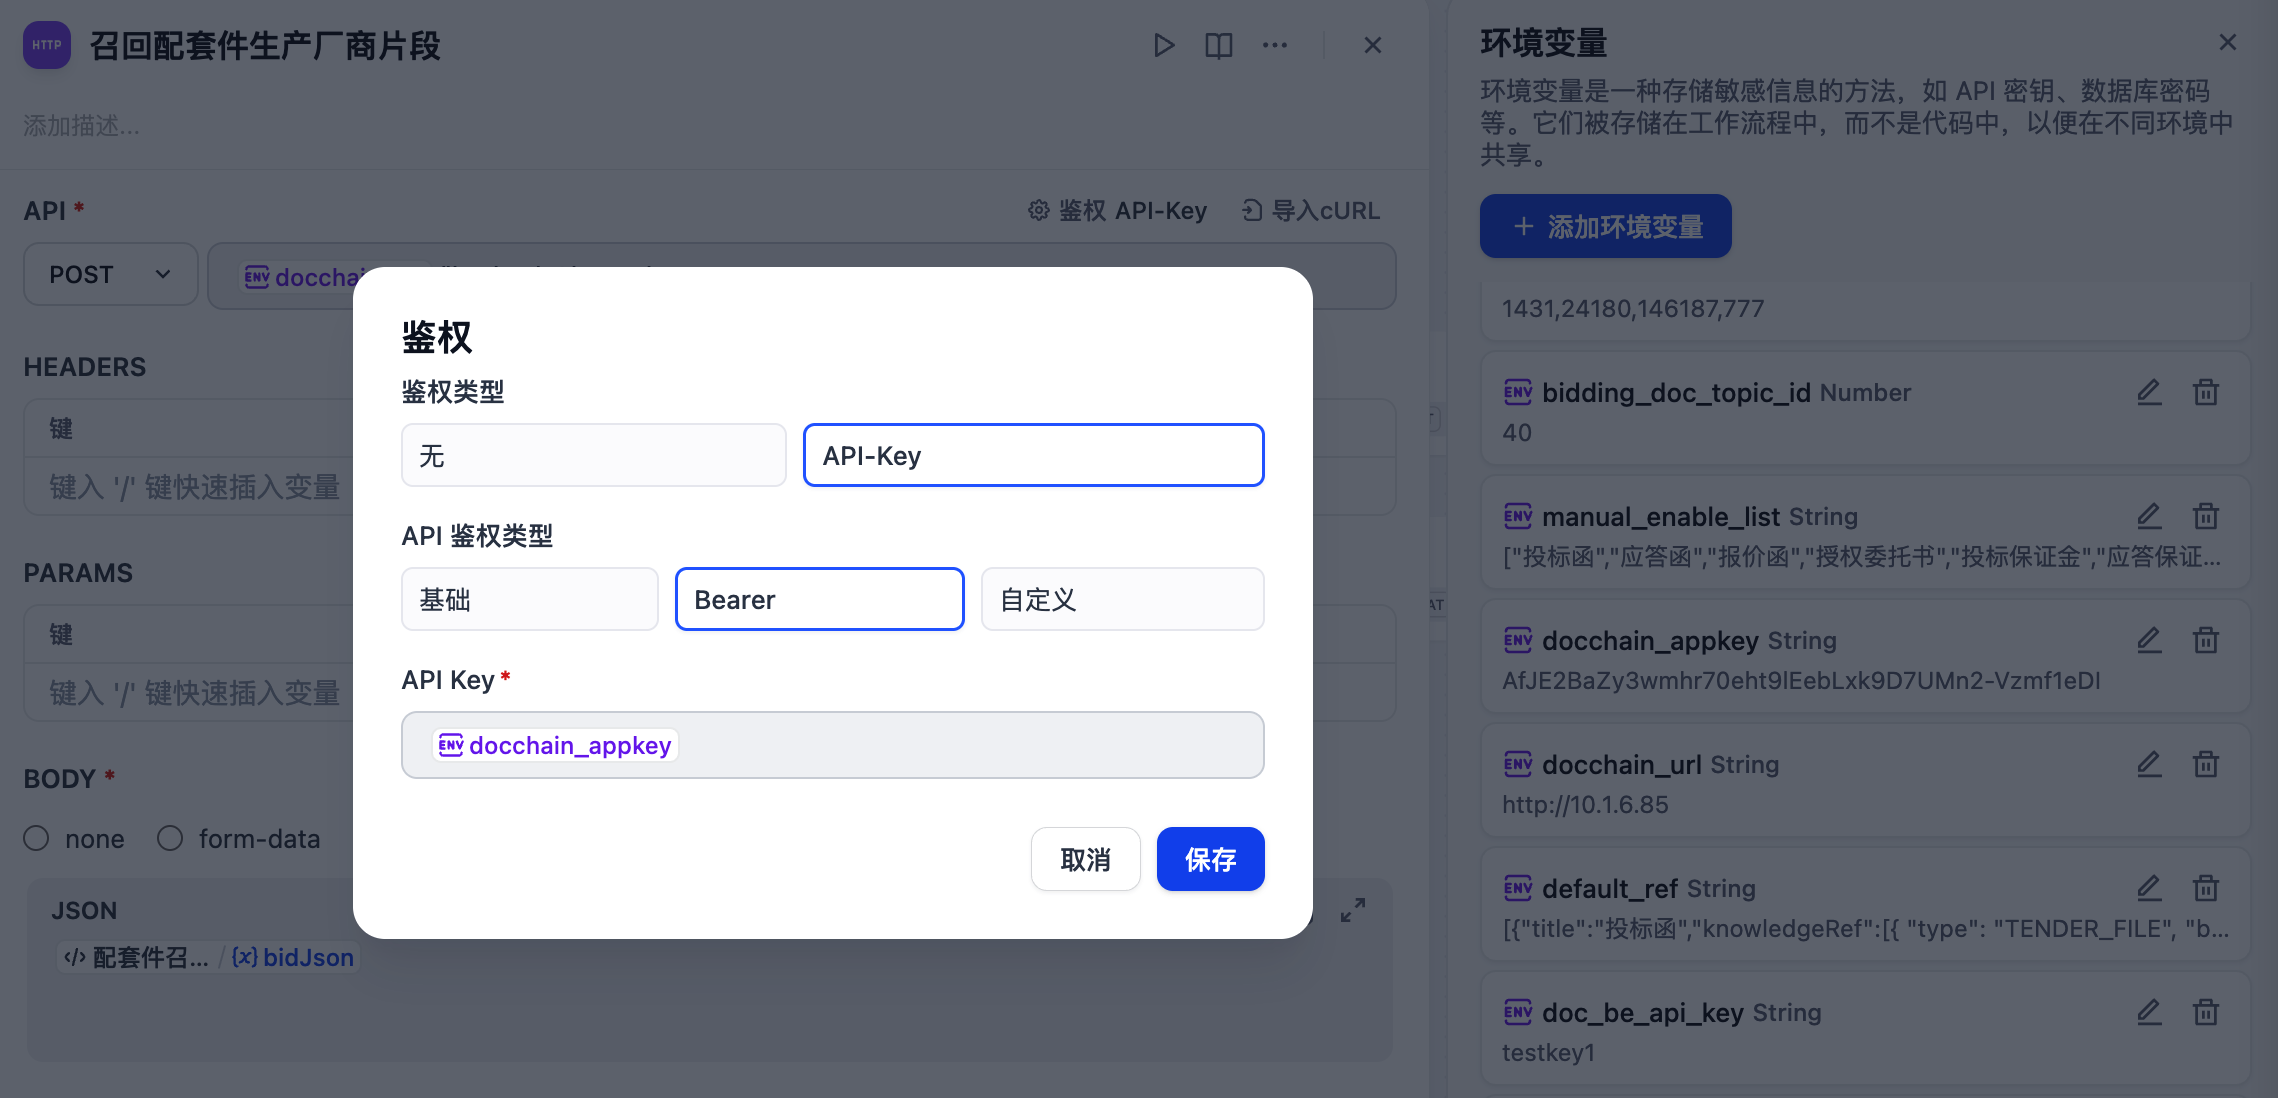 HTTP 召回配套件生产厂商片段
添加描述...
API *
鉴权 API-Key
导入cURL
POST
ENV doccha
HEADERS
键
键入 '/' 键快速插入变量
PARAMS
键
键入 '/' 键快速插入变量
BODY *
none
form-data
JSON
</> 配套件召... / {x} bidJson
鉴权
鉴权类型
无
API-Key
API 鉴权类型
基础
Bearer
自定义
API Key *
ENV docchain_appkey
取消
保存
AT
环境变量
环境变量是一种存储敏感信息的方法，如 API 密钥、数据库密码
等。它们被存储在工作流程中，而不是代码中，以便在不同环境中
共享。
+ 添加环境变量
1431,24180,146187,777
ENV bidding_doc_topic_id Number
40
ENV manual_enable_list String
["投标函","应答函","报价函","授权委托书","投标保证金","应答保证...
ENV docchain_appkey String
AfJE2BaZy3wmhr70eht9lEebLxk9D7UMn2-Vzmf1eDI
ENV docchain_url String
http://10.1.6.85
ENV default_ref String
[{"title":"投标函","knowledgeRef":[{ "type": "TENDER_FILE", "b...
ENV doc_be_api_key String
testkey1